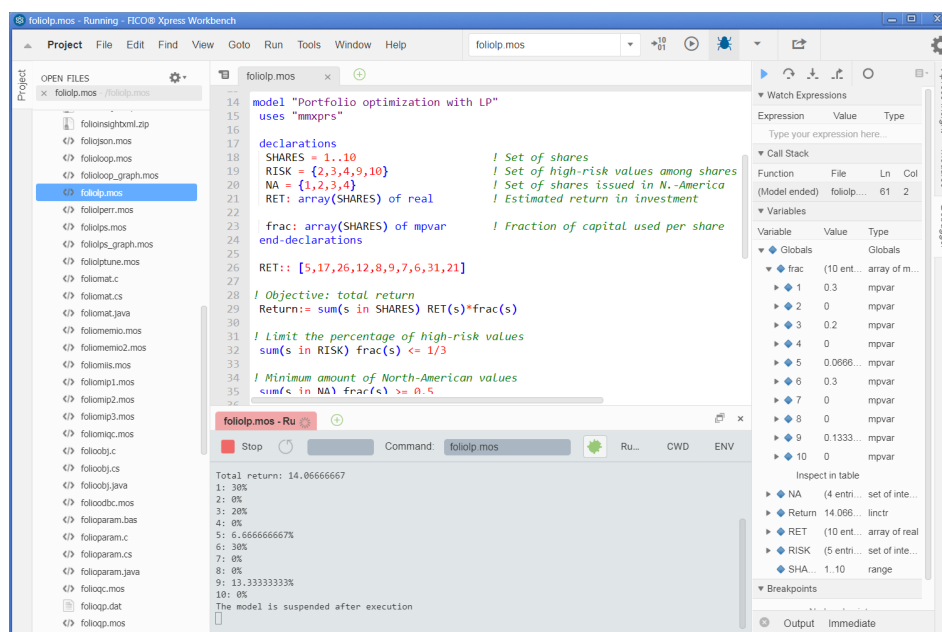 foliolp.mos - Running - FICO® Xpress Workbench
Project File Edit Find View Goto Run Tools Window Help foliolp.mos
Project
OPEN FILES
foliolp.mos - /foliolp.mos
folioinsightxml.zip
foliojson.mos
folioloop.mos
folioloop_graph.mos
foliolp.mos
foliolperr.mos
foliolps.mos
foliolps_graph.mos
foliolptune.mos
foliomat.c
foliomat.cs
foliomat.java
foliomemio.mos
foliomemio2.mos
foliomiis.mos
foliomip1.mos
foliomip2.mos
foliomip3.mos
foliomiqc.mos
folioobj.c
folioobj.cs
folioobj.java
folioodbc.mos
folioparam.bas
folioparam.c
folioparam.cs
folioparam.java
folioqc.mos
folioqp.dat
folioqp.mos
foliolp.mos
14 model "Portfolio optimization with LP"
15 uses "mmxprs"
16
17 declarations
18 SHARES = 1..10 ! Set of shares
19 RISK = {2,3,4,9,10} ! Set of high-risk values among shares
20 NA = {1,2,3,4} ! Set of shares issued in N.-America
21 RET: array(SHARES) of real ! Estimated return in investment
22
23 frac: array(SHARES) of mpvar ! Fraction of capital used per share
24 end-declarations
25
26 RET:: [5,17,26,12,8,9,7,6,31,21]
27
28 ! Objective: total return
29 Return:= sum(s in SHARES) RET(s)*frac(s)
30
31 ! Limit the percentage of high-risk values
32 sum(s in RISK) frac(s) <= 1/3
33
34 ! Minimum amount of North-American values
35 sum(s in NA) frac(s) >= 0.5
foliolp.mos - Ru
Stop Command: foliolp.mos Ru... CWD ENV
Total return: 14.06666667
1: 30%
2: 0%
3: 20%
4: 0%
5: 6.666666667%
6: 30%
7: 0%
8: 0%
9: 13.33333333%
10: 0%
The model is suspended after execution
Watch Expressions
Expression Value Type
Type your expression here...
Call Stack
Function File Ln Col
(Model ended) foliolp.... 61 2
Variables
Variable Value Type
Globals Globals
frac (10 ent... array of m...
1 0.3 mpvar
2 0 mpvar
3 0.2 mpvar
4 0 mpvar
5 0.0666... mpvar
6 0.3 mpvar
7 0 mpvar
8 0 mpvar
9 0.1333... mpvar
10 0 mpvar
Inspect in table
NA (4 entri... set of inte...
Return 14.066... linctr
RET (10 ent... array of real
RISK (5 entri... set of inte...
SHA... 1..10 range
Breakpoints
Output Immediate